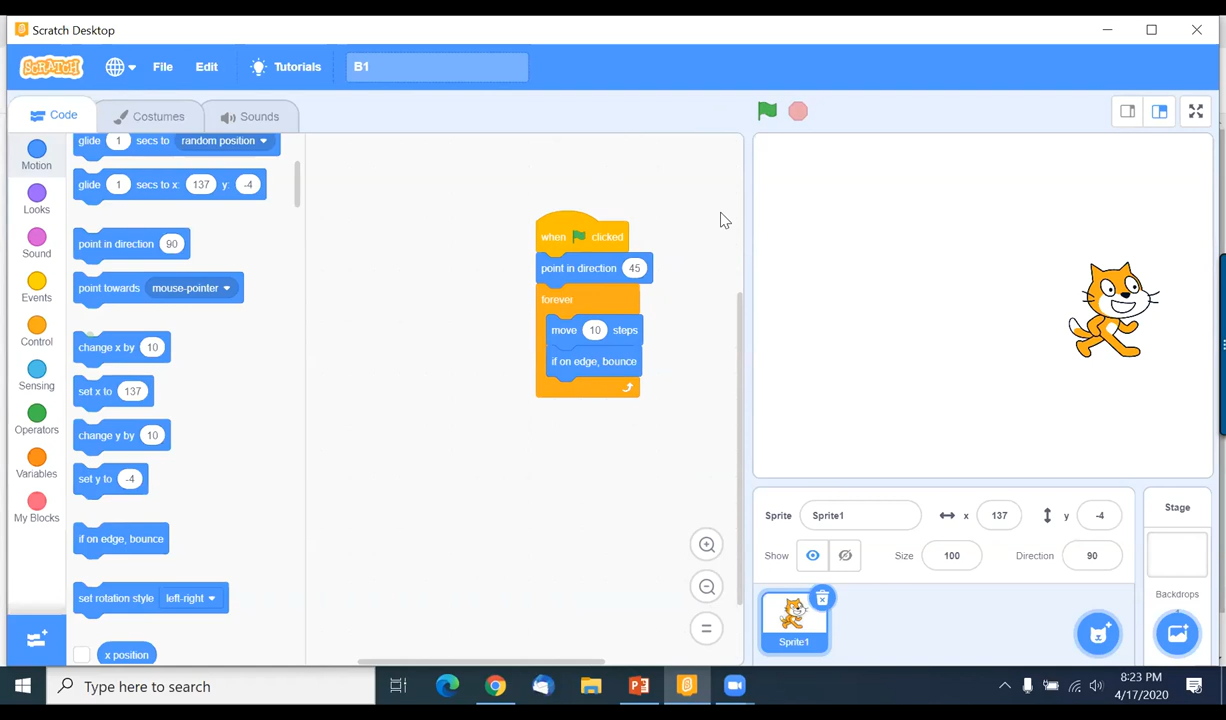 Scratch Desktop
SCRATCH File Edit Tutorials B1
Code Costumes Sounds
Motion
Looks
Sound
Events
Control
Sensing
Operators
Variables
My Blocks
glide 1 secs to random position
glide 1 secs to x: 137 y: -4
point in direction 90
point towards mouse-pointer
change x by 10
set x to 137
change y by 10
set y to -4
if on edge, bounce
set rotation style left-right
x position
when clicked
point in direction 45
forever
move 10 steps
if on edge, bounce
Sprite Sprite1 x 137 y -4
Show Size 100 Direction 90
Sprite1
Stage
Backdrops
Type here to search
8:23 PM
4/17/2020